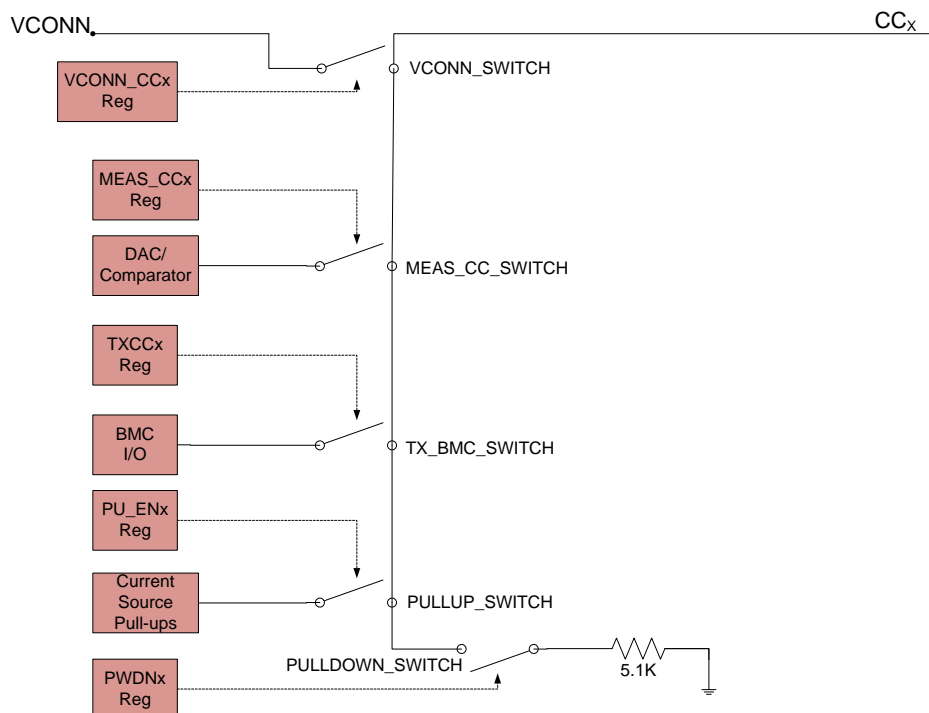 VCONN
CCX
VCONN_CCx
Reg
VCONN_SWITCH
MEAS_CCx
Reg
DAC/
Comparator
MEAS_CC_SWITCH
TXCCx
Reg
BMC
I/O
TX_BMC_SWITCH
PU_ENx
Reg
Current
Source
Pull-ups
PULLUP_SWITCH
PULLDOWN_SWITCH
5.1K
PWDNx
Reg